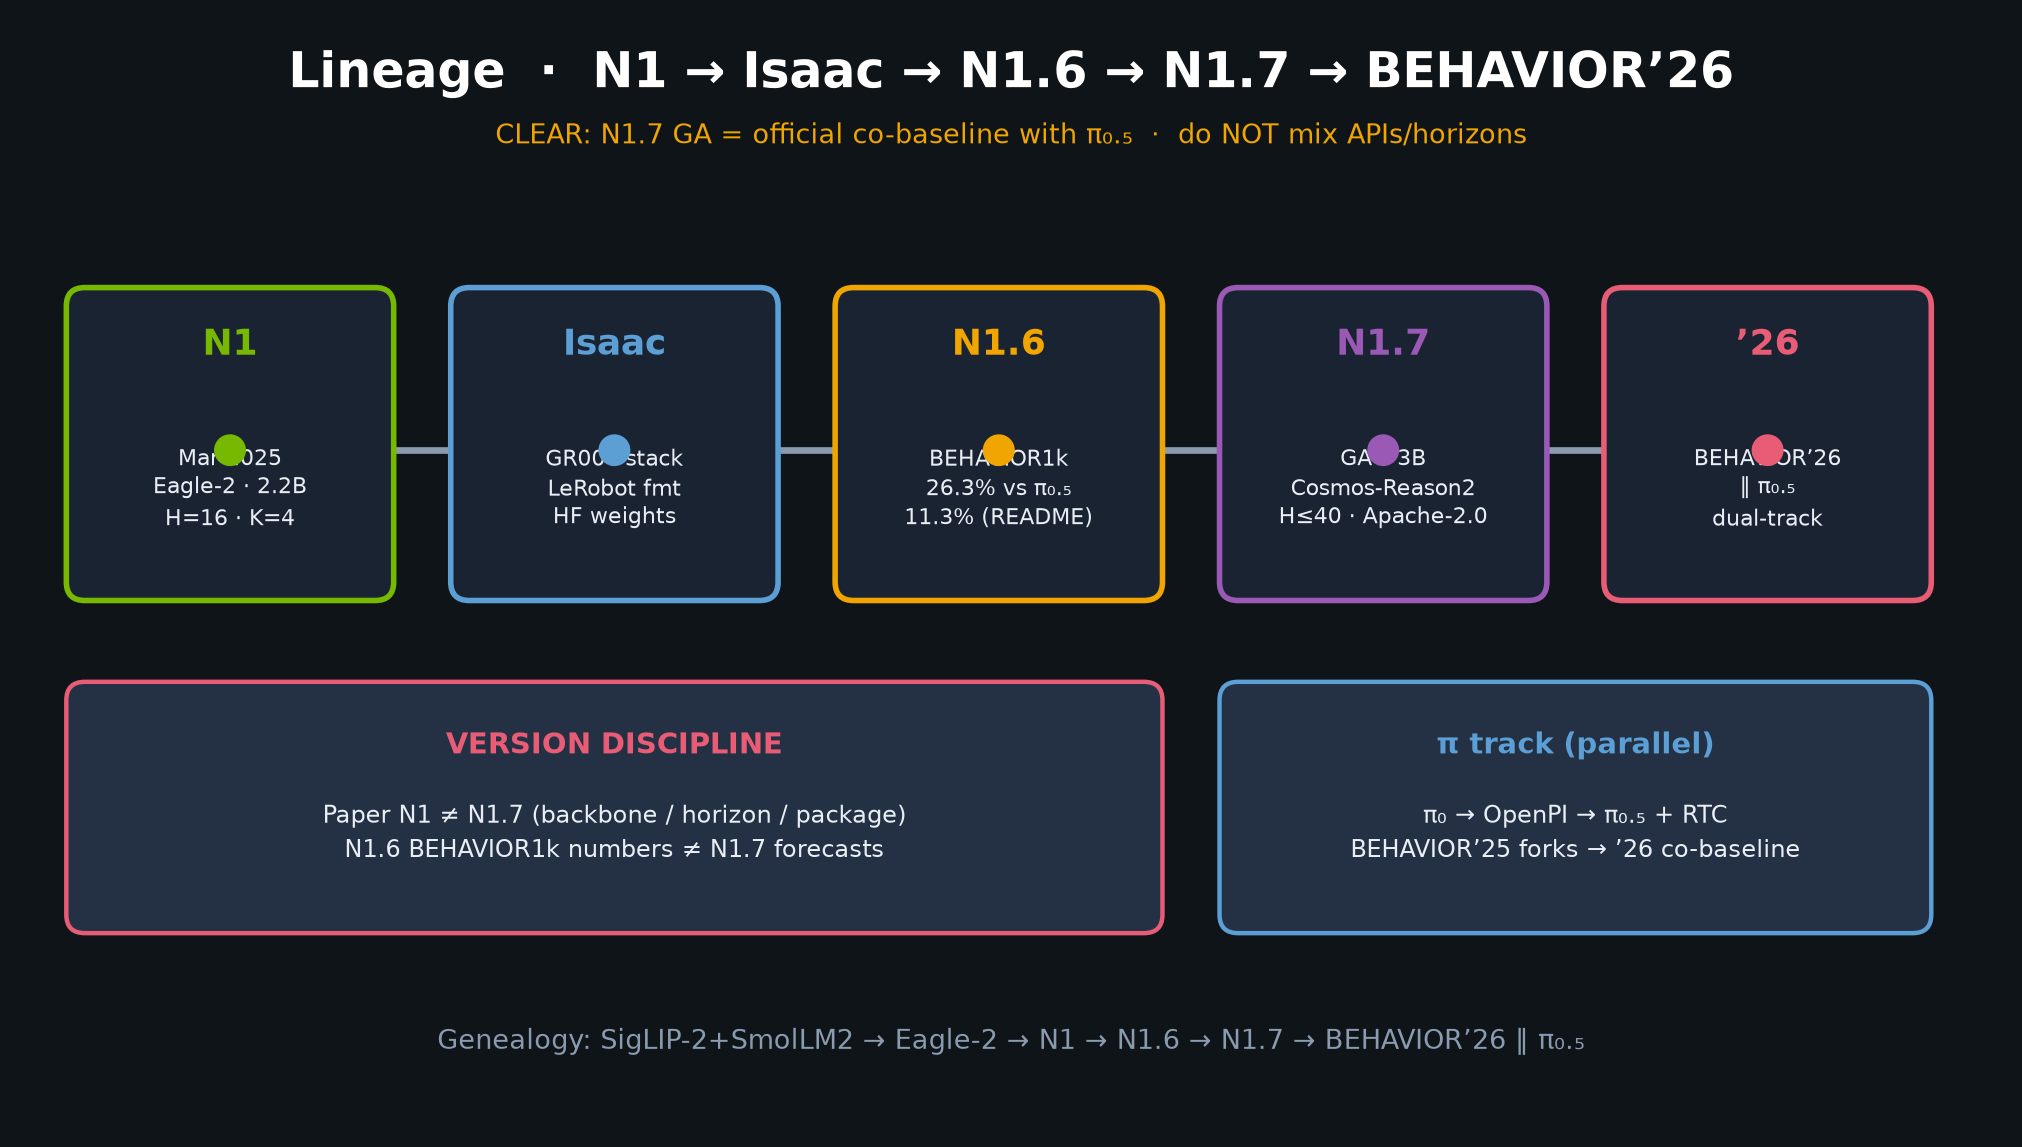 Lineage · N1 → Isaac → N1.6 → N1.7 → BEHAVIOR’26
CLEAR: N1.7 GA = official co-baseline with π₀.₅ · do NOT mix APIs/horizons
N1
Eagle-2 · 2.2B
H=16 · K=4
Isaac
stack
LeRobot fmt
HF weights
N1.6
26.3% vs π₀.₅
11.3% (README)
N1.7
3B
Cosmos-Reason2
H≤40 · Apache-2.0
’26
‖ π₀.₅
dual-track
VERSION DISCIPLINE
Paper N1 ≠ N1.7 (backbone / horizon / package)
N1.6 BEHAVIOR1k numbers ≠ N1.7 forecasts
π track (parallel)
π₀ → OpenPI → π₀.₅ + RTC
BEHAVIOR’25 forks → ’26 co-baseline
Genealogy: SigLIP-2+SmolLM2 → Eagle-2 → N1 → N1.6 → N1.7 → BEHAVIOR’26 ‖ π₀.₅